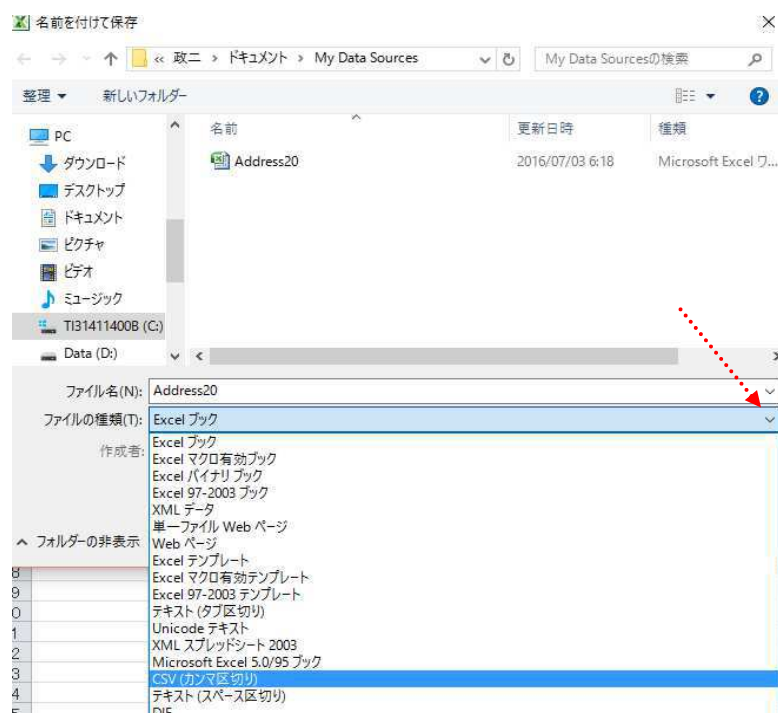 名前を付けて保存
« 政二 › ドキュメント › My Data Sources
My Data Sourcesの検索
整理 新しいフォルダー
名前 更新日時 種類
PC
ダウンロード
デスクトップ
ドキュメント
ピクチャ
ビデオ
ミュージック
TI31411400B (C:)
Data (D:)
Address20 2016/07/03 6:18 Microsoft Excel ワ...
ファイル名(N): Address20
ファイルの種類(T): Excel ブック
作成者:
Excel ブック
Excel マクロ有効ブック
Excel バイナリ ブック
Excel 97-2003 ブック
XML データ
単一ファイル Web ページ
Web ページ
Excel テンプレート
Excel マクロ有効テンプレート
Excel 97-2003 テンプレート
テキスト (タブ区切り)
Unicode テキスト
XML スプレッドシート 2003
Microsoft Excel 5.0/95 ブック
CSV (カンマ区切り)
テキスト (スペース区切り)
DIF
フォルダーの非表示
8
9
0
1
2
3
4